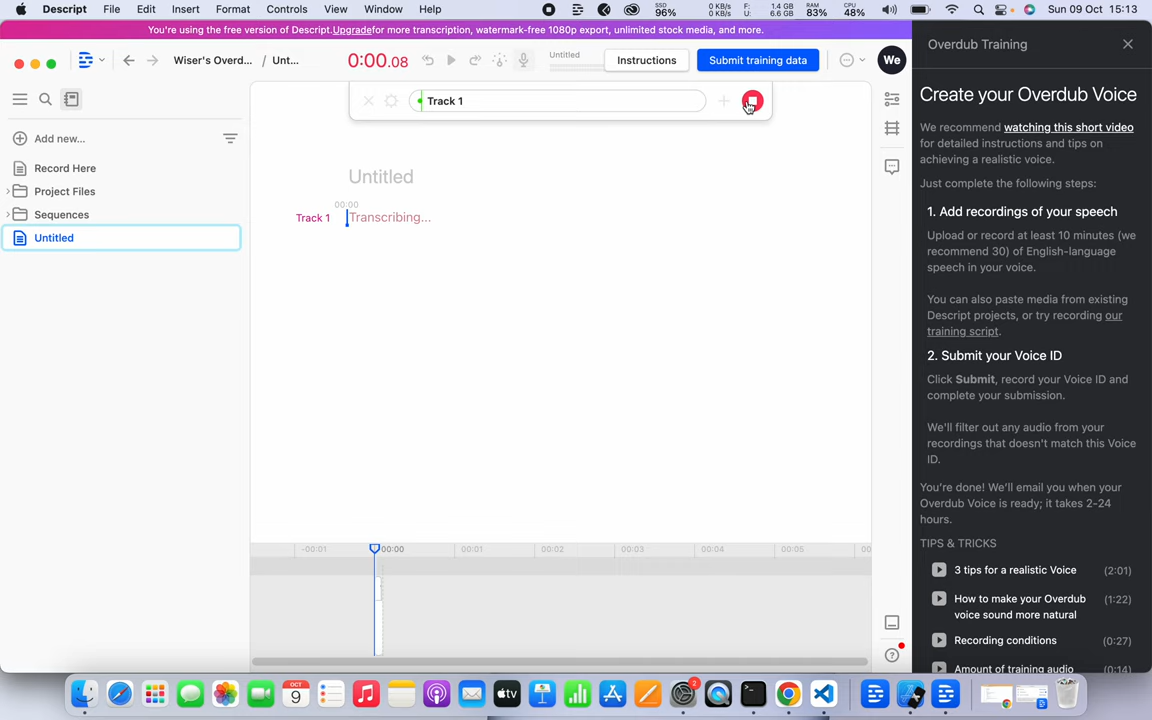 Descript File Edit Insert Format Controls View Window Help SSD 96% 0 KB/s 0 KB/s F: 1.4 GB U: 6.6 GB RAM 83% CPU 48% Sun 09 Oct 15:13
You're using the free version of Descript. Upgrade for more transcription, watermark-free 1080p export, unlimited stock media, and more.
Wiser's Overd... / Unt... 0:00.08 Untitled Instructions Submit training data We
Track 1
Add new...
Record Here
Project Files
Sequences
Untitled
Untitled
00:00
Track 1 Transcribing...
-00:01 00:00 00:01 00:02 00:03 00:04 00:05 00
Overdub Training
Create your Overdub Voice
We recommend watching this short video
for detailed instructions and tips on
achieving a realistic voice.
Just complete the following steps:
1. Add recordings of your speech
Upload or record at least 10 minutes (we
recommend 30) of English-language
speech in your voice.
You can also paste media from existing
Descript projects, or try recording our
training script.
2. Submit your Voice ID
Click Submit, record your Voice ID and
complete your submission.
We'll filter out any audio from your
recordings that doesn't match this Voice
ID.
You're done! We'll email you when your
Overdub Voice is ready; it takes 2-24
hours.
TIPS & TRICKS
3 tips for a realistic Voice (2:01)
How to make your Overdub (1:22)
voice sound more natural
Recording conditions (0:27)
Amount of training audio (0:14)
OCT
9
tv
2